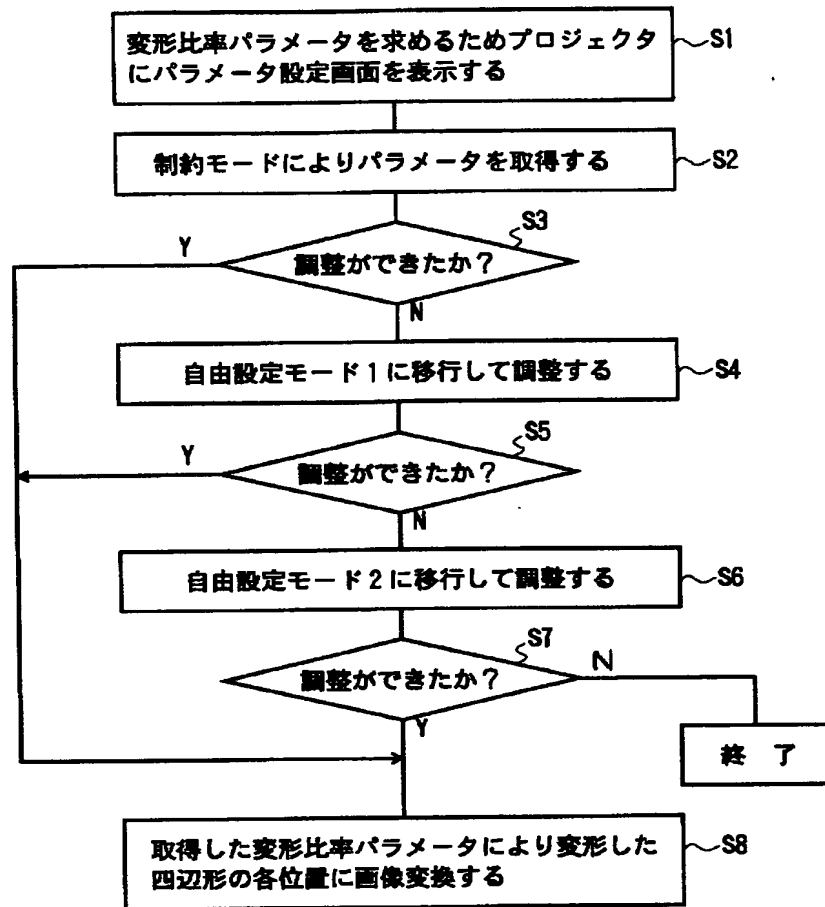 変形比率パラメータを求めるためプロジェクタ
にパラメータ設定画面を表示する
S1
制約モードによりパラメータを取得する
S2
S3
Y
調整ができたか?
N
自由設定モード1に移行して調整する
S4
S5
Y
調整ができたか?
N
自由設定モード2に移行して調整する
S6
S7
調整ができたか?
N
Y
終 了
取得した変形比率パラメータにより変形した
四辺形の各位置に画像変換する
S8